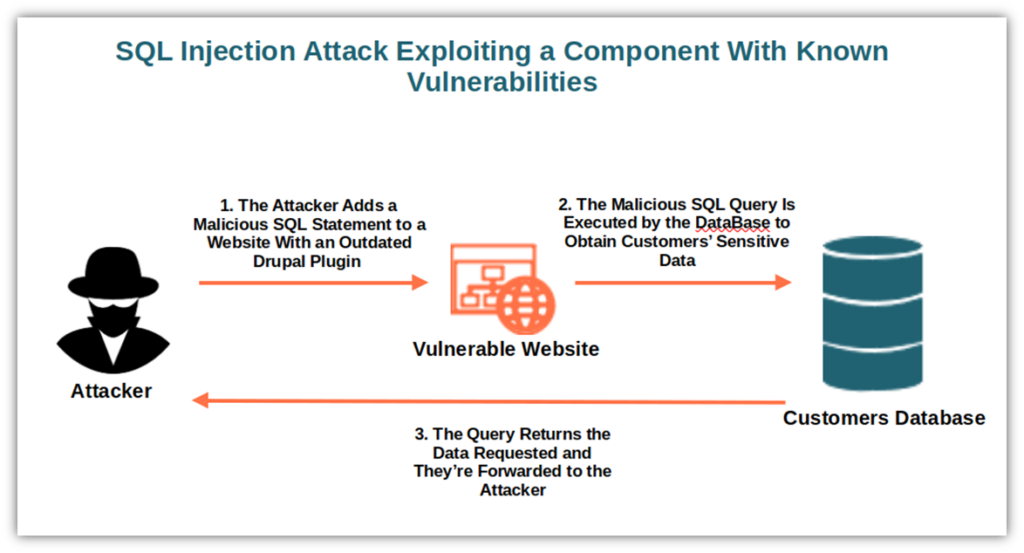 SQL Injection Attack Exploiting a Component With Known
Vulnerabilities
1. The Attacker Adds a
Malicious SQL Statement to a
Website With an Outdated
Drupal Plugin
2. The Malicious SQL Query Is
Executed by the DataBase to
Obtain Customers’ Sensitive
Data
Attacker
Vulnerable Website
Customers Database
3. The Query Returns the
Data Requested and
They’re Forwarded to the
Attacker